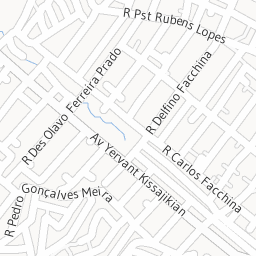 R Pst Rubens Lopes
R Des Olavo Ferreira Prado
R Delfino Facchina
Av Yervant Kissajikian
R Carlos Facchina
R Pedro Gonçalves Meira